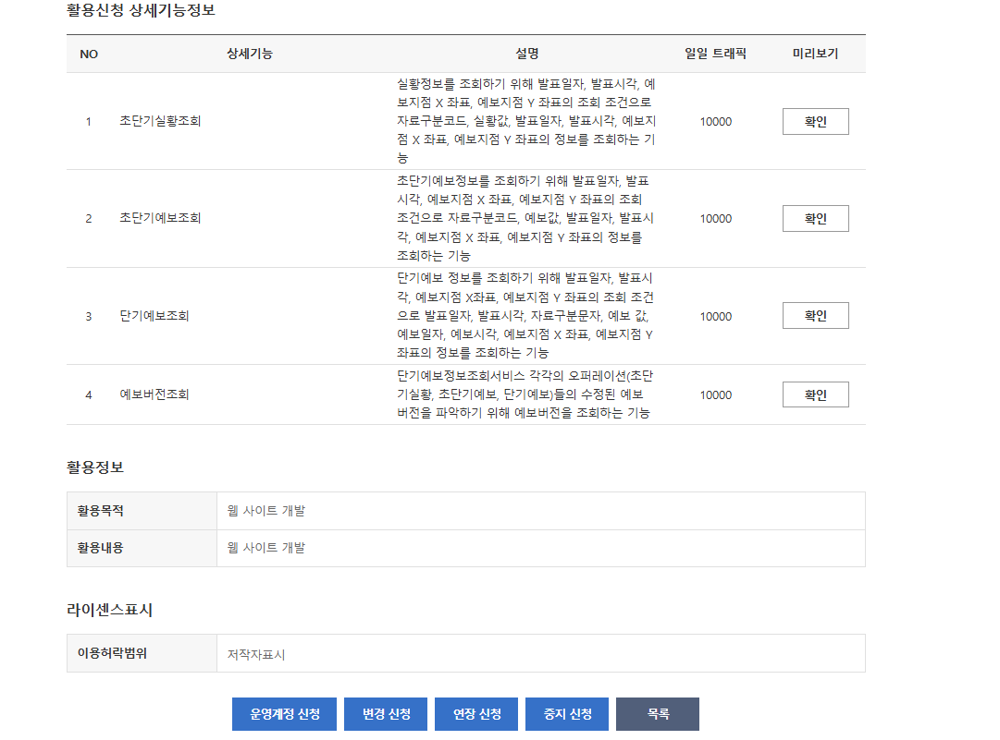 활용신청 상세기능정보
NO 상세기능 설명 일일 트래픽 미리보기
실황정보를 조회하기 위해 발표일자, 발표시각, 예
보지점 X 좌표, 예보지점 Y 좌표의 조회 조건으로
1 초단기실황조회 자료구분코드, 실황값, 발표일자, 발표시각, 예보지 10000 확인
점 X 좌표, 예보지점 Y 좌표의 정보를 조회하는 기
능
초단기예보정보를 조회하기 위해 발표일자, 발표
시각, 예보지점 X 좌표, 예보지점 Y 좌표의 조회
2 초단기예보조회 조건으로 자료구분코드, 예보값, 발표일자, 발표시 10000 확인
각, 예보지점 X 좌표, 예보지점 Y 좌표의 정보를
조회하는 기능
단기예보 정보를 조회하기 위해 발표일자, 발표시
각, 예보지점 X좌표, 예보지점 Y 좌표의 조회 조건
3 단기예보조회 으로 발표일자, 발표시각, 자료구분문자, 예보 값, 10000 확인
예보일자, 예보시각, 예보지점 X 좌표, 예보지점 Y
좌표의 정보를 조회하는 기능
단기예보정보조회서비스 각각의 오퍼레이션(초단
4 예보버전조회 기실황, 초단기예보, 단기예보)들의 수정된 예보 10000 확인
버전을 파악하기 위해 예보버전을 조회하는 기능
활용정보
활용목적 웹 사이트 개발
활용내용 웹 사이트 개발
라이센스표시
이용허락범위 저작자표시
운영계정 신청 변경 신청 연장 신청 중지 신청 목록